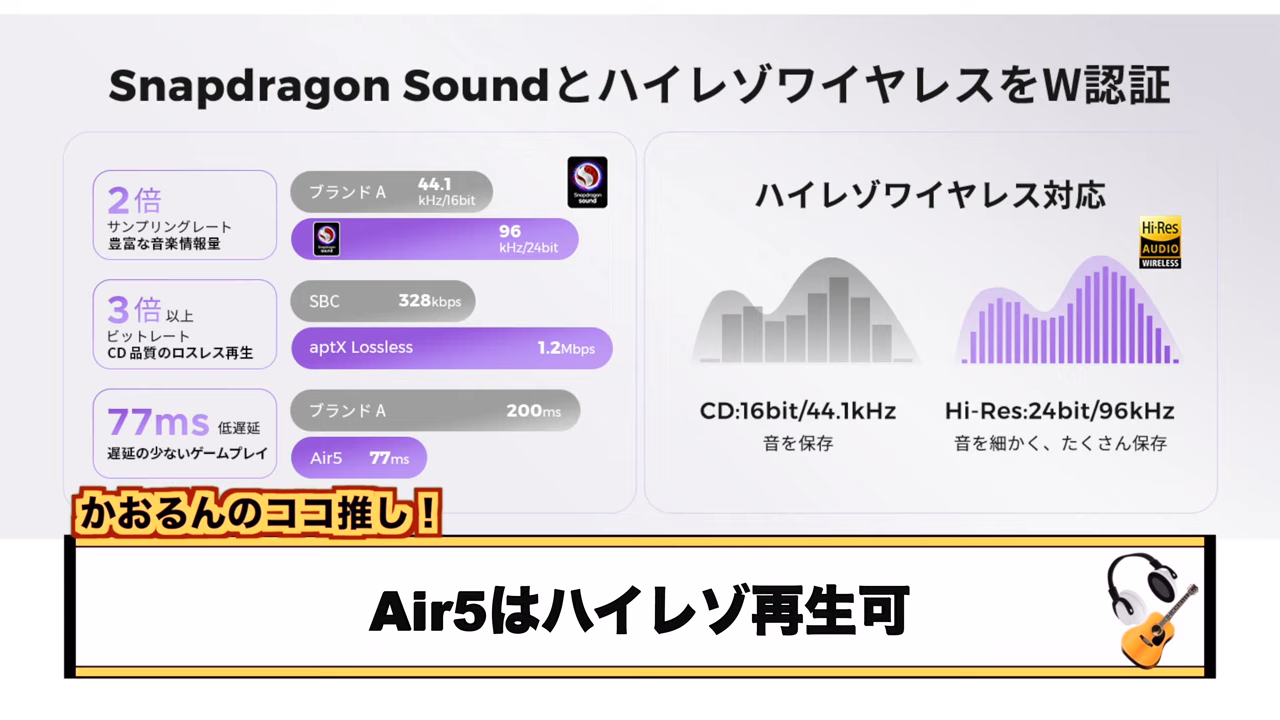 Snapdragon Soundとハイレゾワイヤレスを W認証
2倍
サンプリングレート
豊富な音楽情報量
ブランド A 44.1 kHz/16bit
Snapdragon sound
Snapdragon sound 96 kHz/24bit
3倍 以上
ビットレート
CD 品質のロスレス再生
SBC 328kbps
aptX Lossless 1.2Mbps
77ms 低遅延
遅延の少ないゲームプレイ
ブランド A 200ms
Air5 77ms
ハイレゾワイヤレス対応
Hi-Res
AUDIO
WIRELESS
CD:16bit/44.1kHz
音を保存
Hi-Res:24bit/96kHz
音を細かく、たくさん保存
かおるんのココ推し！
Air5はハイレゾ再生可